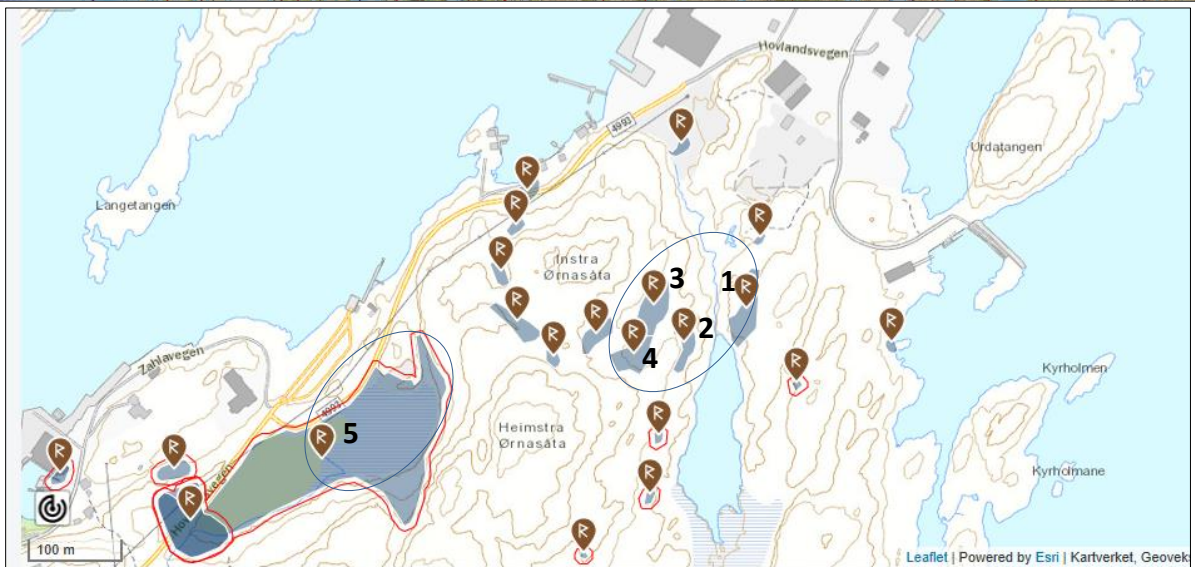 Hovlandsvegen
4993
Urdatangen
Langetangen
Instra
Ørnasåta
3
1
2
4
Zahlavegen
Kyrholmen
4993
5
Heimstra
Ørnasåta
Kyrholmane
100 m
Leaflet | Powered by Esri | Kartverket, Geovek